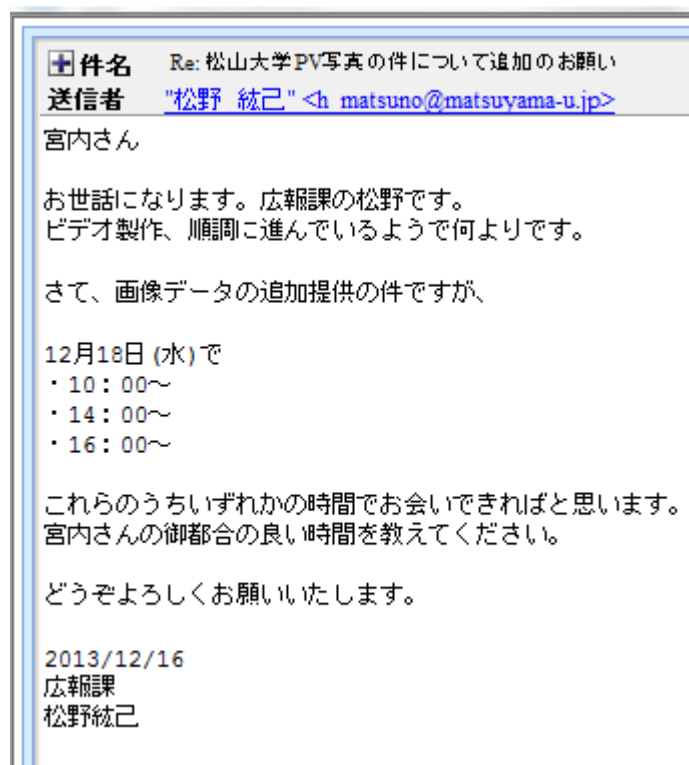 件名 Re: 松山大学PV写真の件について追加のお願い
送信者 "松野 紘己" <h matsuno@matsuyama-u.jp>
宮内さん
お世話になります。広報課の松野です。
ビデオ製作、順調に進んでいるようで何よりです。
さて、画像データの追加提供の件ですが、
12月18日(水)で
・10:00～
・14:00～
・16:00～
これらのうちいずれかの時間でお会いできればと思います。
宮内さんの御都合の良い時間を教えてください。
どうぞよろしくお願いいたします。
2013/12/16
広報課
松野紘己